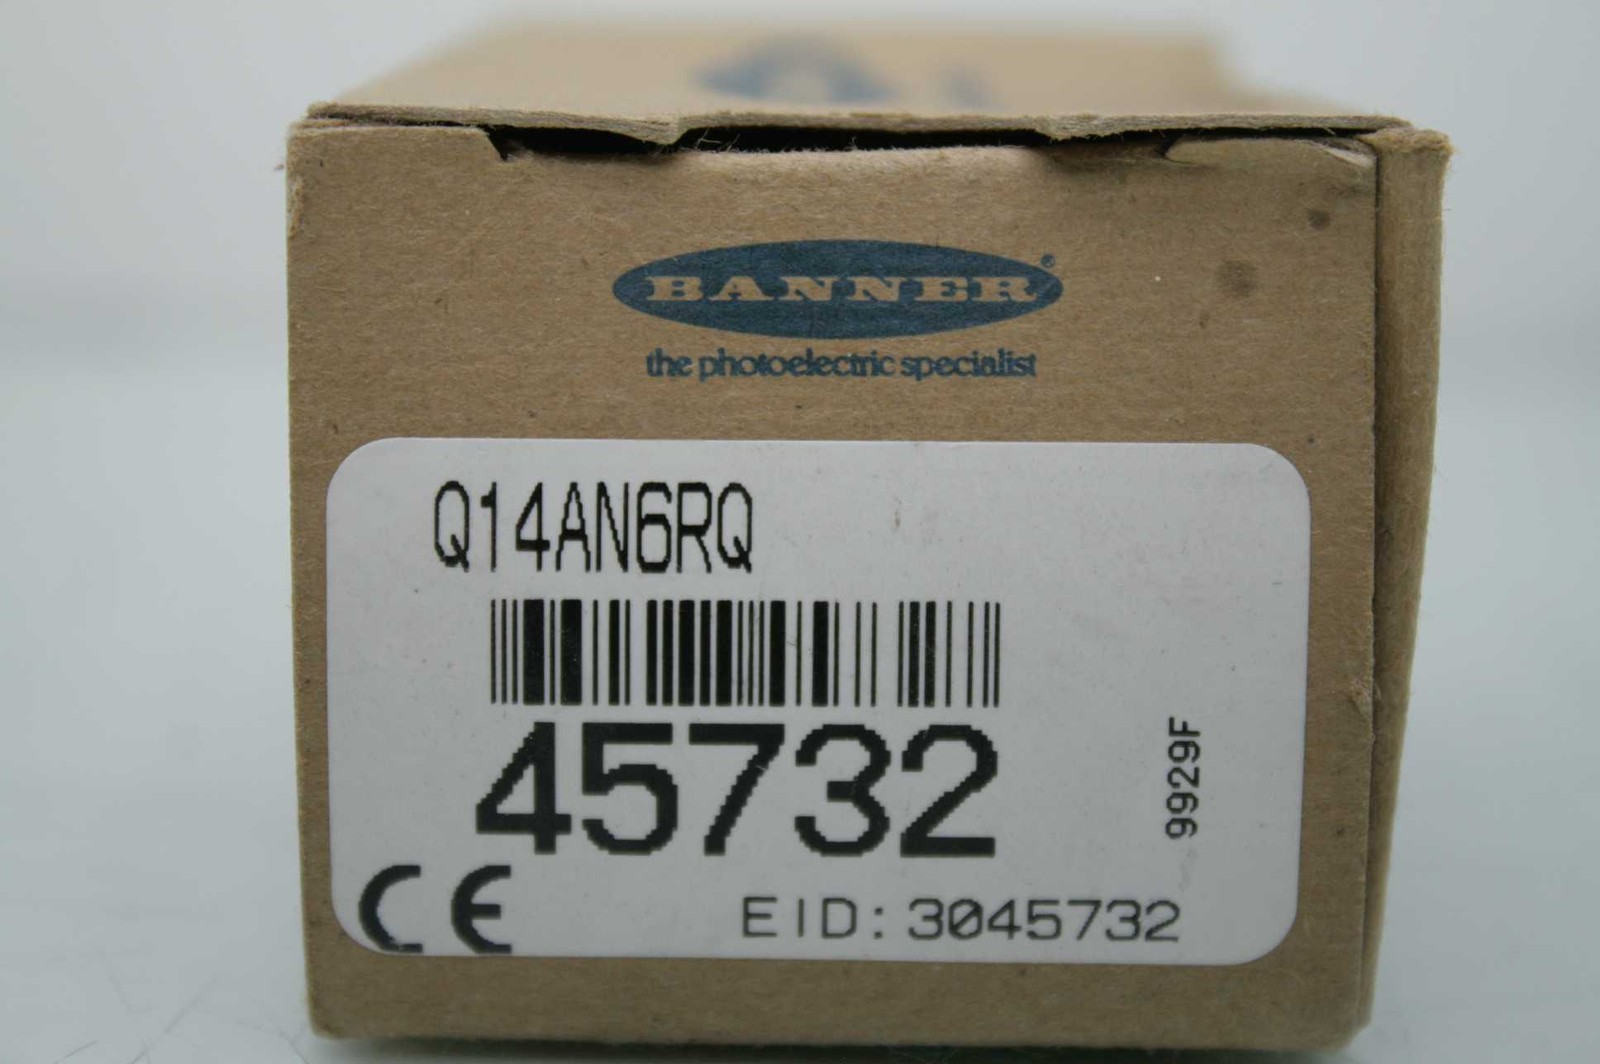 BANNER®
the photoelectric specialist
Q14AN6RQ
45732
9929F
CE
EID: 3045732